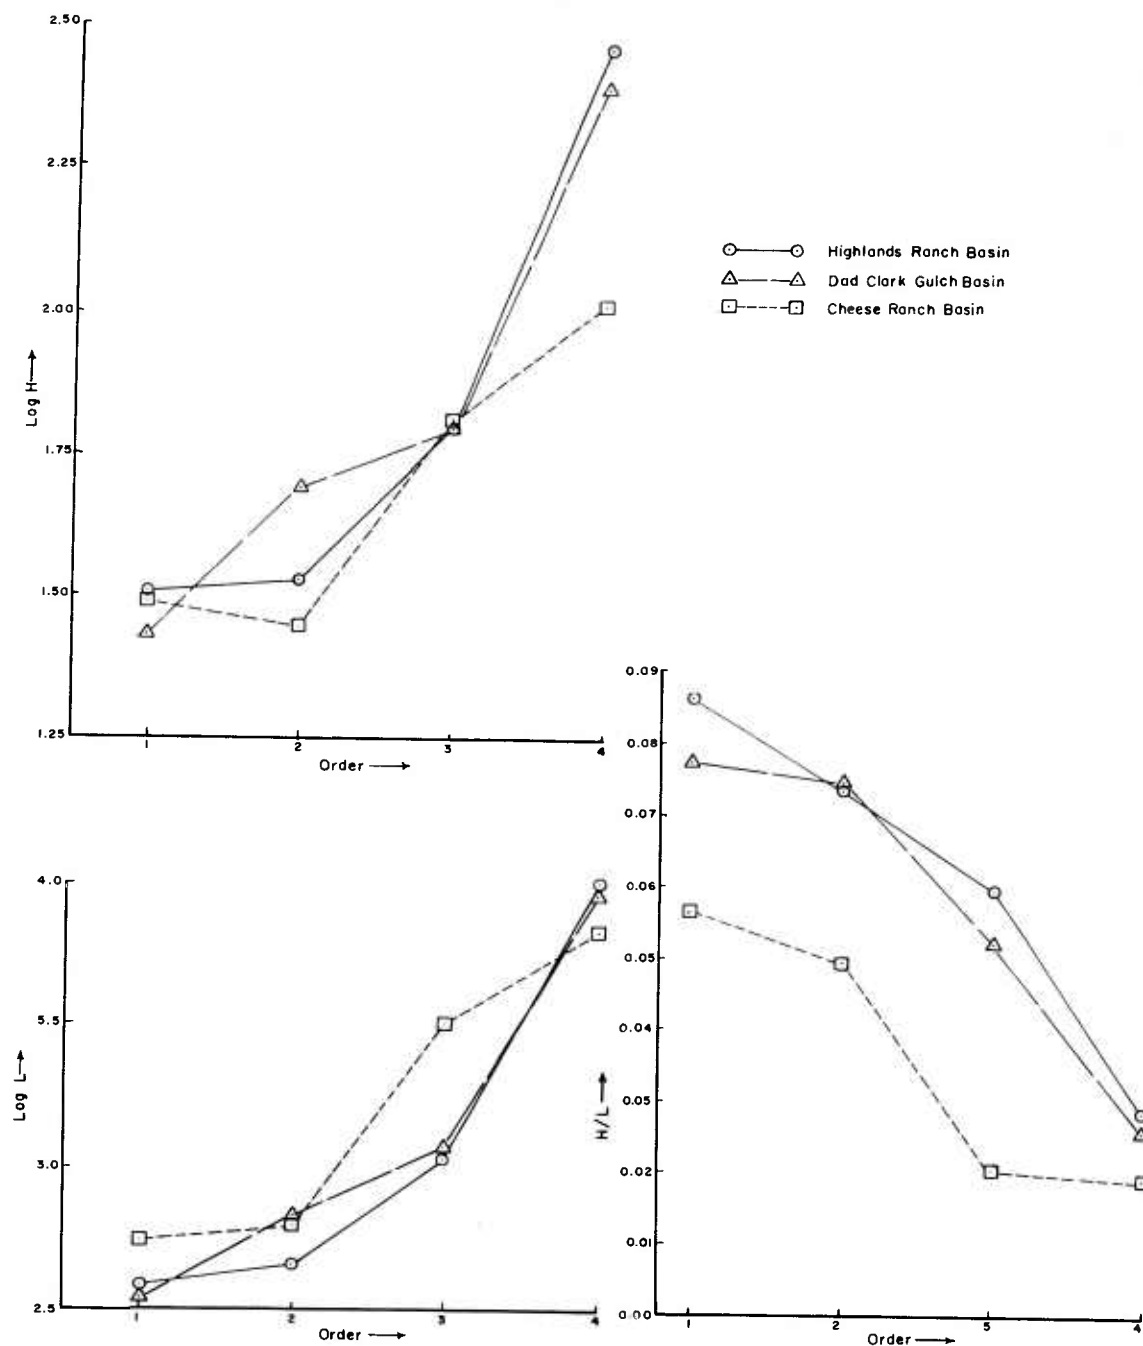 2.50
2.25
2.00
1.75
1.50
1.25
Log H→
1 2 3 4
Order →
Highlands Ranch Basin
Dad Clark Gulch Basin
Cheese Ranch Basin
4.0
5.5
3.0
2.5
Log L→
1 2 3 4
Order →
0.09
0.08
0.07
0.06
0.05
0.04
0.05
0.02
0.01
0.00
H/L→
1 2 5 4
Order →